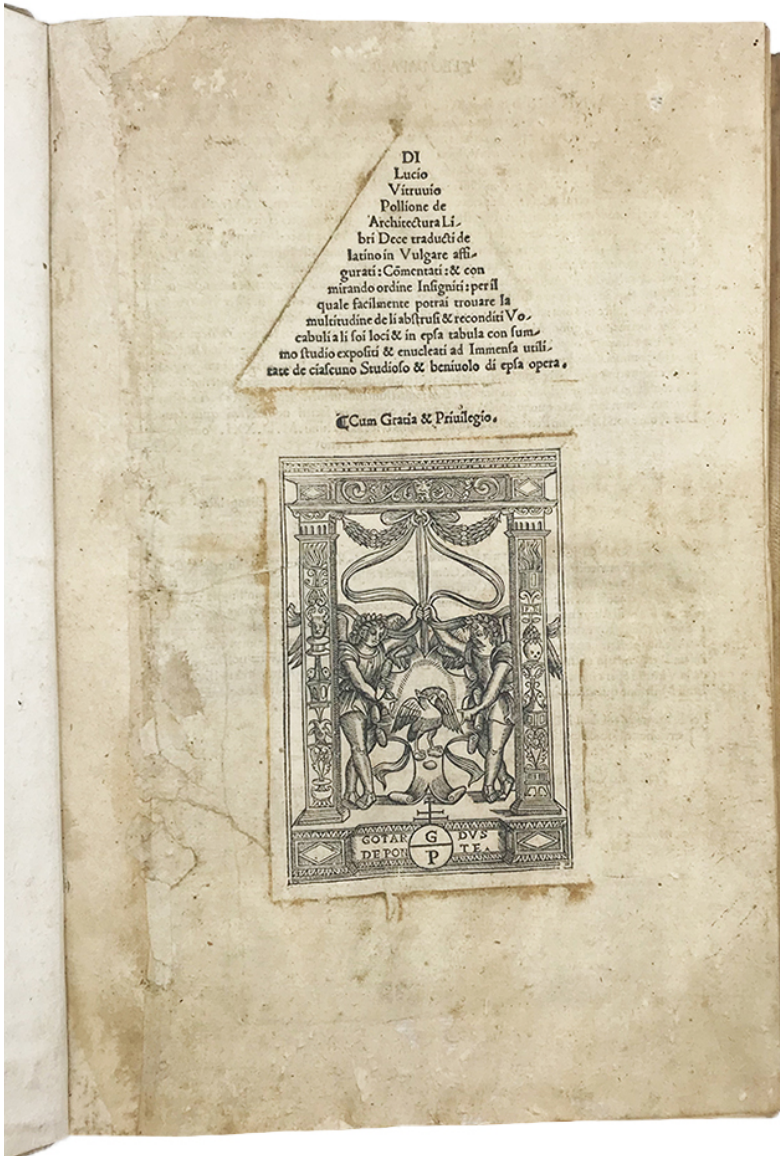 DI
Lucio
Vitruuio
Pollione de
Architectura Li-
bri Dece traducti de
latino in Vulgare affi-
gurati: Cōmentati: & con
mirando ordine Insigniti: per il
quale facilmente potrai trouare la
multitudine de li abstrusi & reconditi Vo-
cabuli a li soi loci & in epsa tabula con sum-
mo studio expositi & enucleati ad Immensa utili-
tate de ciascuno Studioso & beniuolo di epsa opera.
¶Cum Gratia & Priuilegio.
GOTAR G DVS
DE PON P TE.